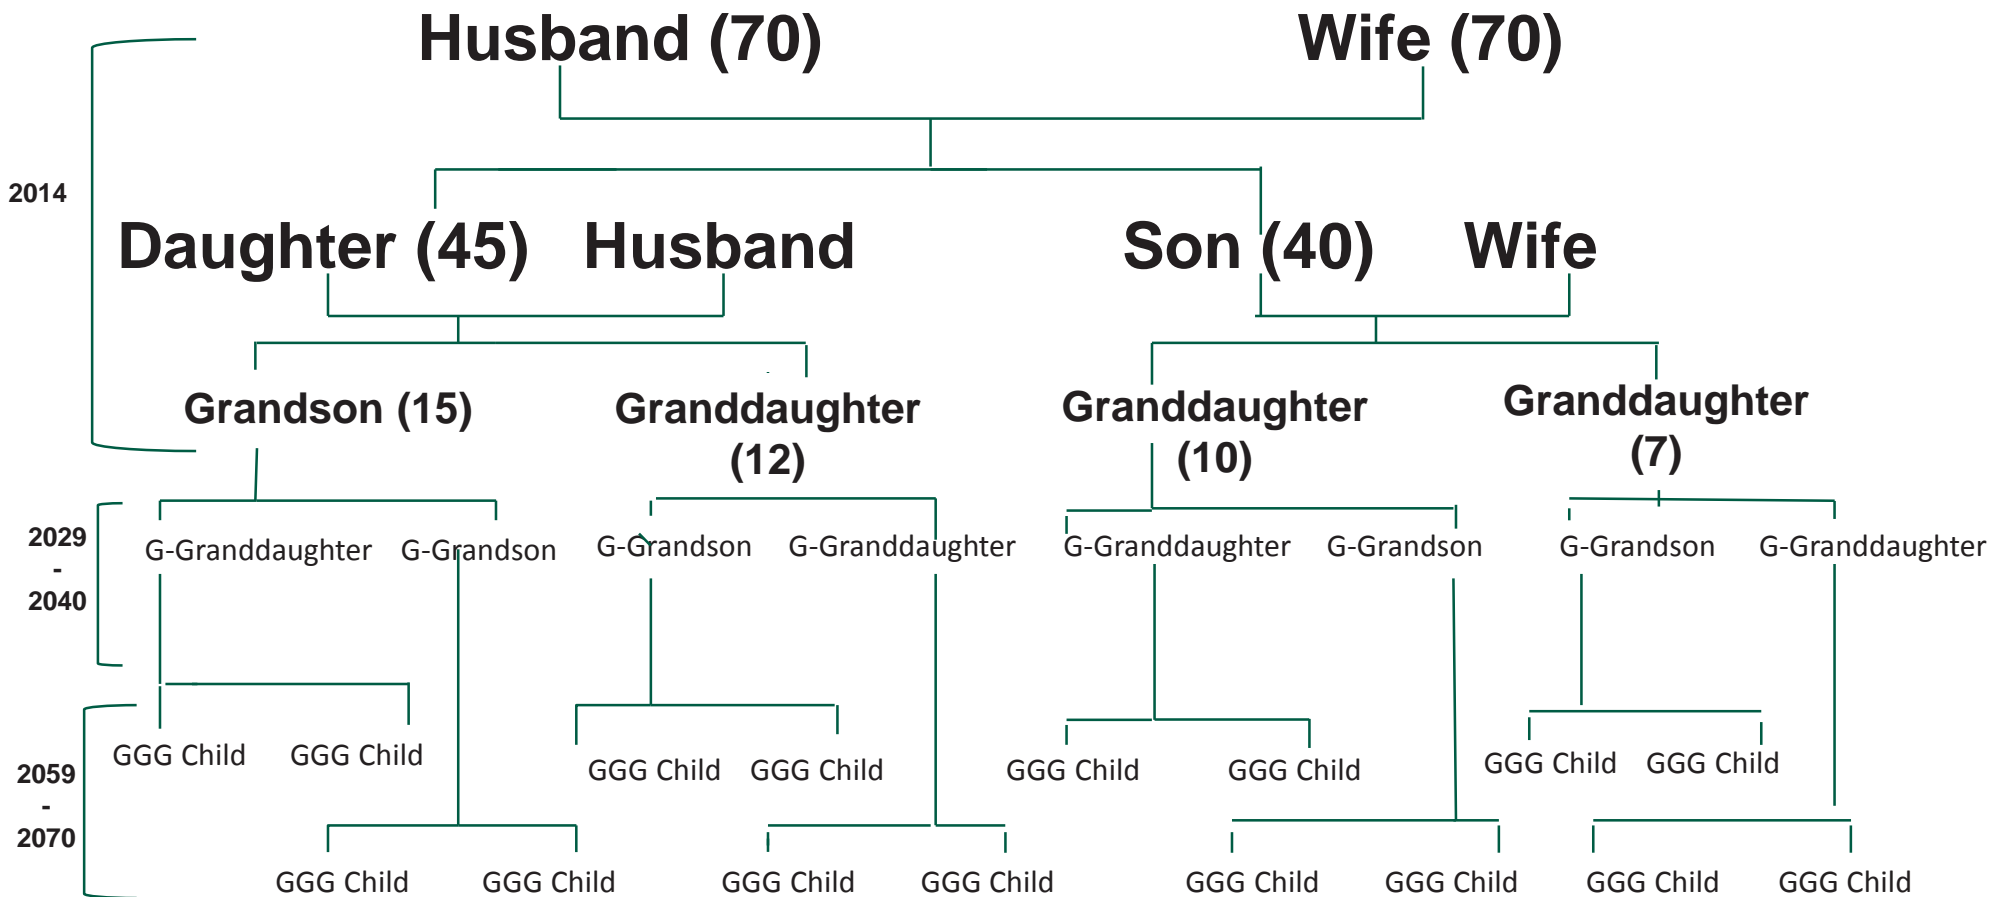 Husband (70) Wife (70)
2014
Daughter (45) Husband Son (40) Wife
Grandson (15) Granddaughter (12) Granddaughter (10) Granddaughter (7)
2029
-
2040
G-Granddaughter G-Grandson G-Grandson G-Granddaughter G-Granddaughter G-Grandson G-Grandson G-Granddaughter
2059
-
2070
GGG Child GGG Child GGG Child GGG Child GGG Child GGG Child GGG Child GGG Child
GGG Child GGG Child GGG Child GGG Child GGG Child GGG Child GGG Child GGG Child